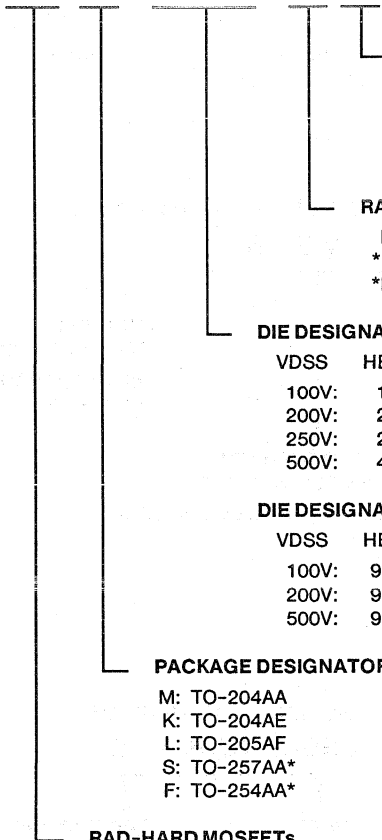 RA
*
*
DIE DESIGNA
VDSS HE
100V: 1
200V: 2
250V: 2
500V: 4
DIE DESIGNA
VDSS HE
100V: 9
200V: 9
500V: 9
PACKAGE DESIGNATOR
M: TO-204AA
K: TO-204AE
L: TO-205AF
S: TO-257AA*
F: TO-254AA*
RAD-HARD MOSFETs